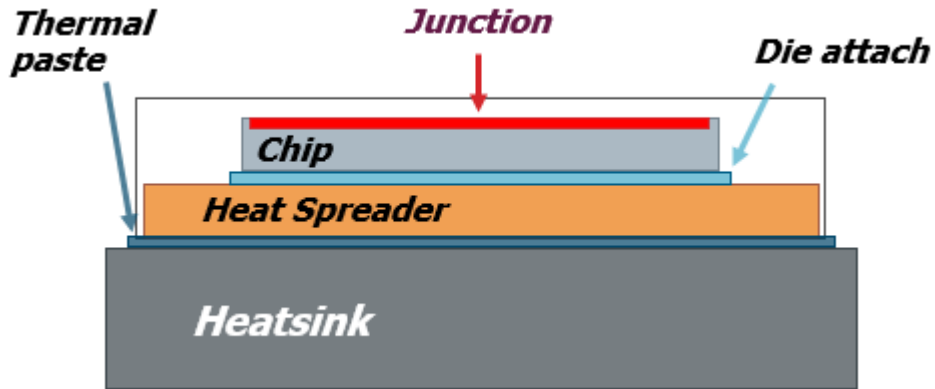 Thermal
paste
Junction
Die attach
Chip
Heat Spreader
Heatsink